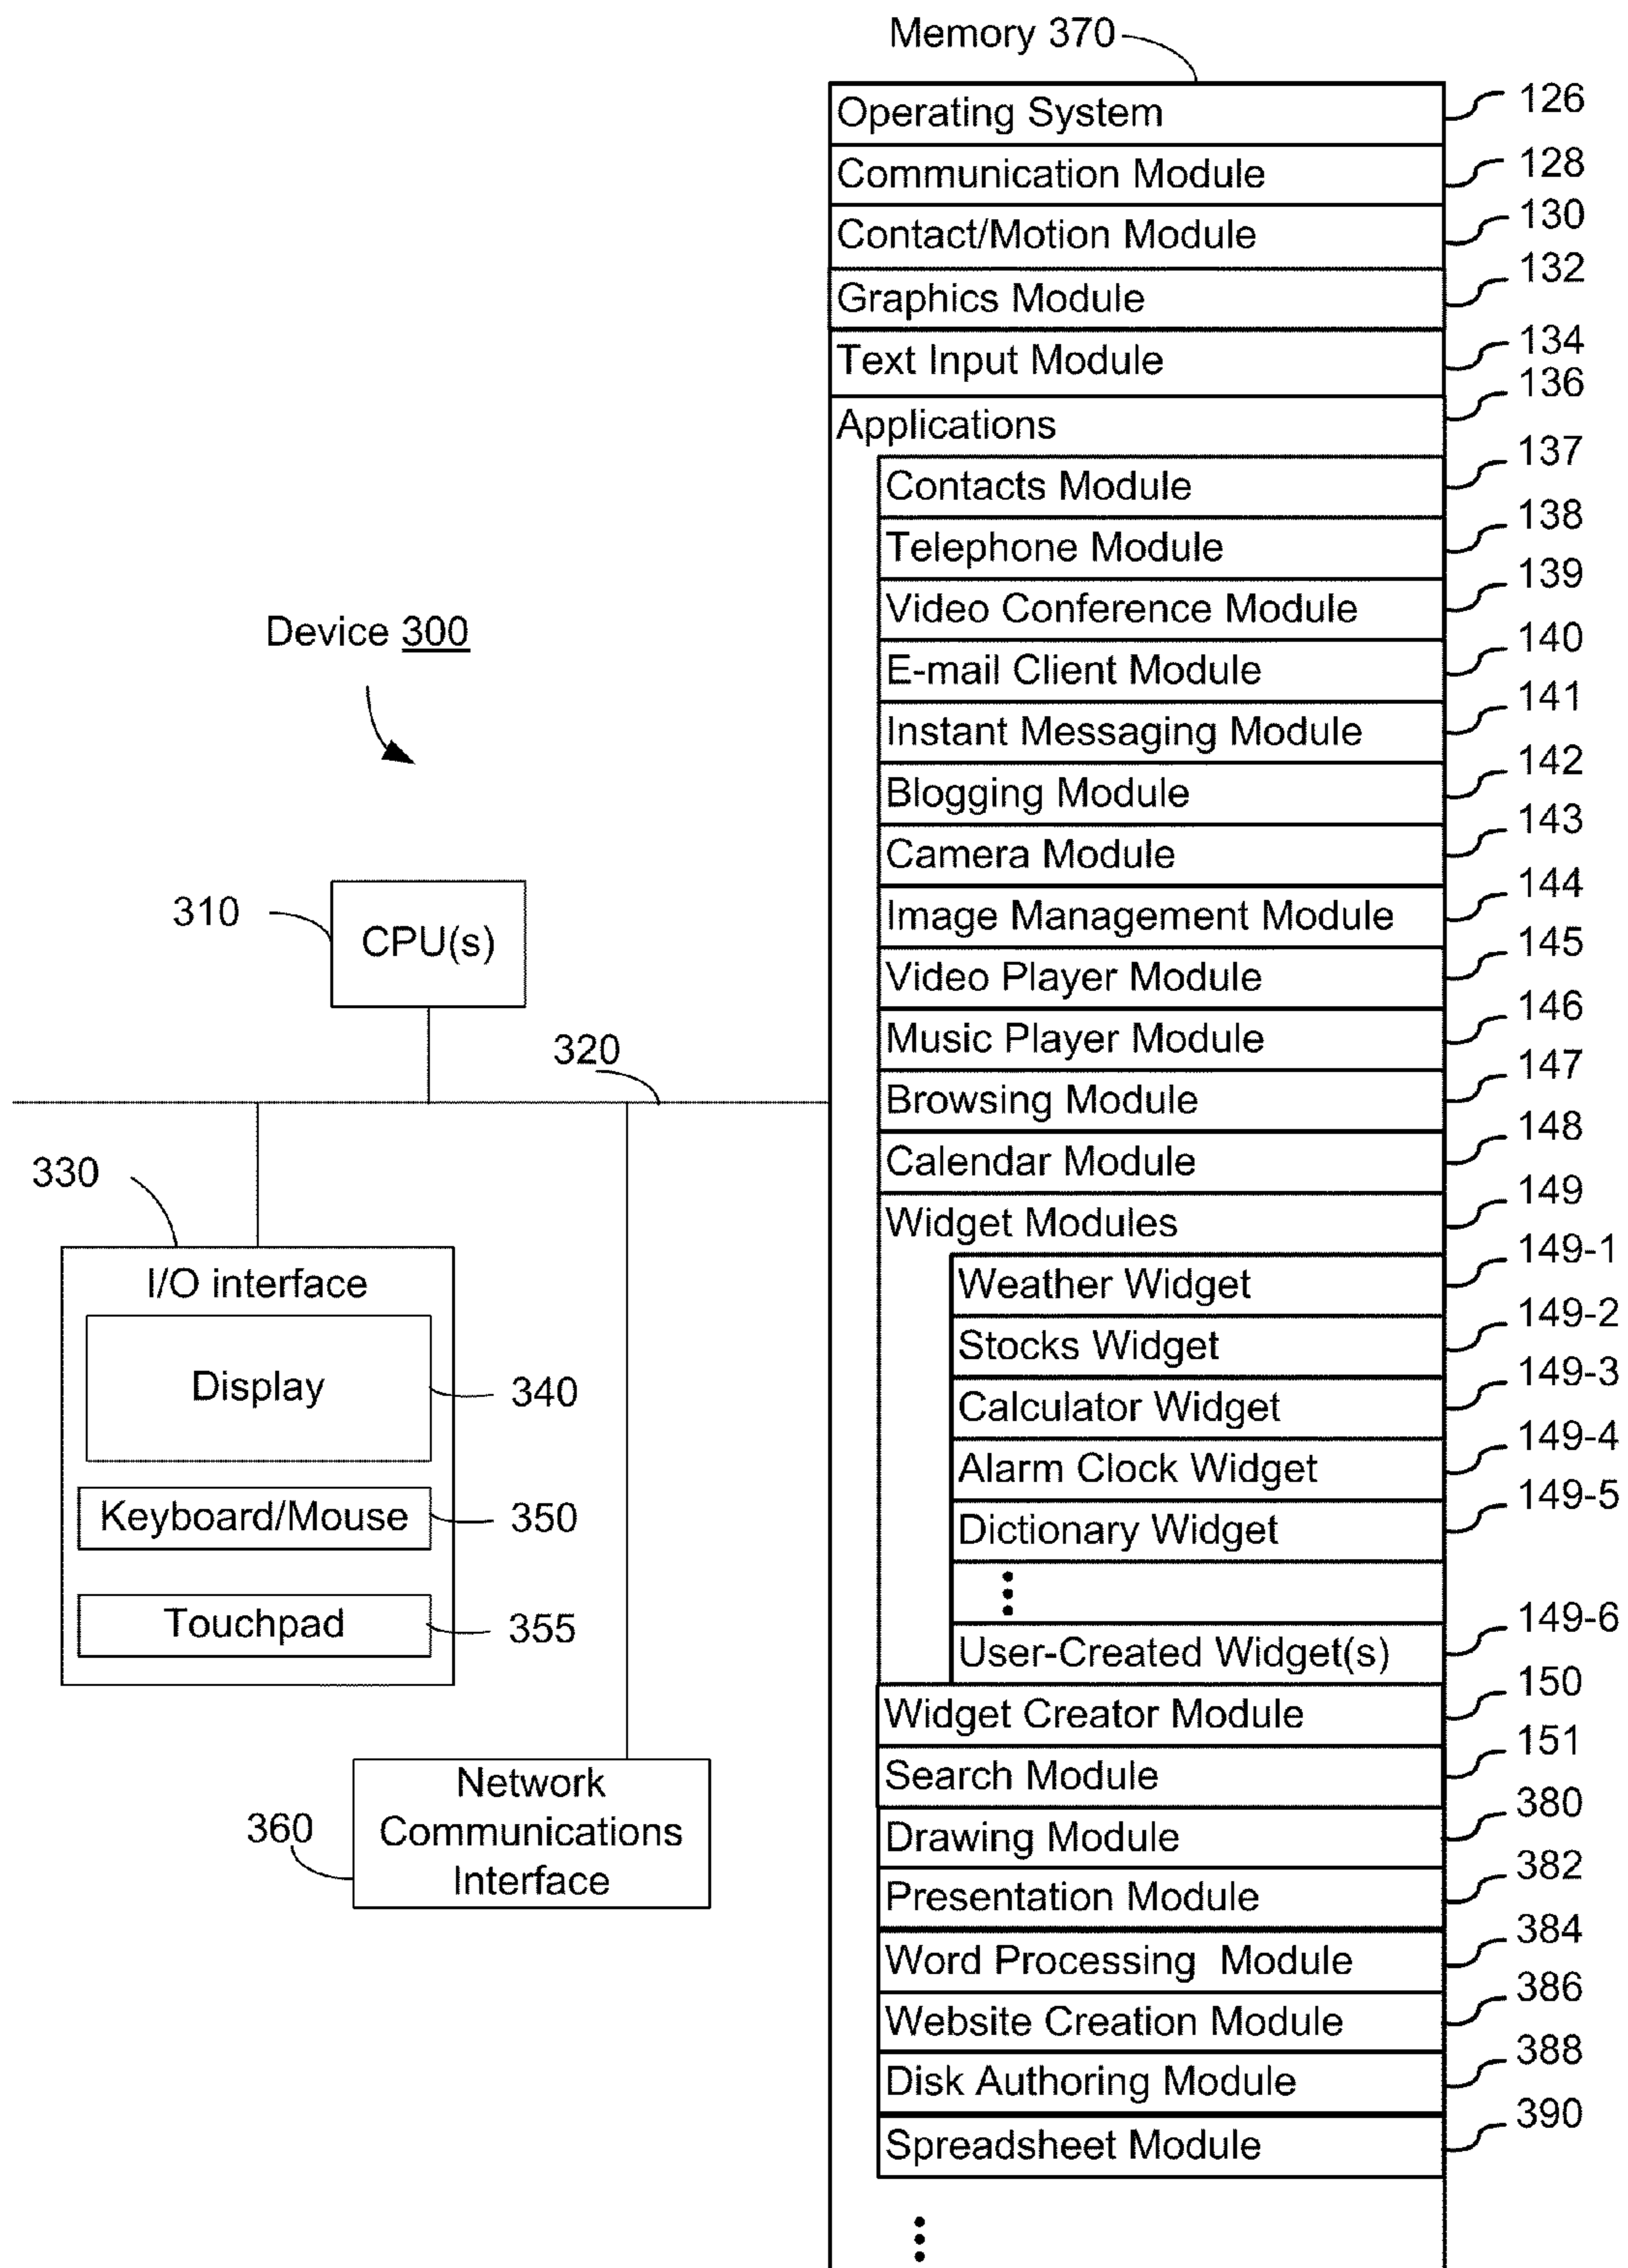 Memory 370
Operating System 126
Communication Module 128
Contact/Motion Module 130
Graphics Module 132
Text Input Module 134
Applications 136
Contacts Module 137
Telephone Module 138
Video Conference Module 139
E-mail Client Module 140
Instant Messaging Module 141
Blogging Module 142
Camera Module 143
Image Management Module 144
Video Player Module 145
Music Player Module 146
Browsing Module 147
Calendar Module 148
Widget Modules 149
Weather Widget 149-1
Stocks Widget 149-2
Calculator Widget 149-3
Alarm Clock Widget 149-4
Dictionary Widget 149-5
User-Created Widget(s) 149-6
Widget Creator Module 150
Search Module 151
Drawing Module 380
Presentation Module 382
Word Processing Module 384
Website Creation Module 386
Disk Authoring Module 388
Spreadsheet Module 390
Device 300
310
CPU(s)
320
330
I/O interface
Display 340
Keyboard/Mouse 350
Touchpad 355
360
Network
Communications
Interface